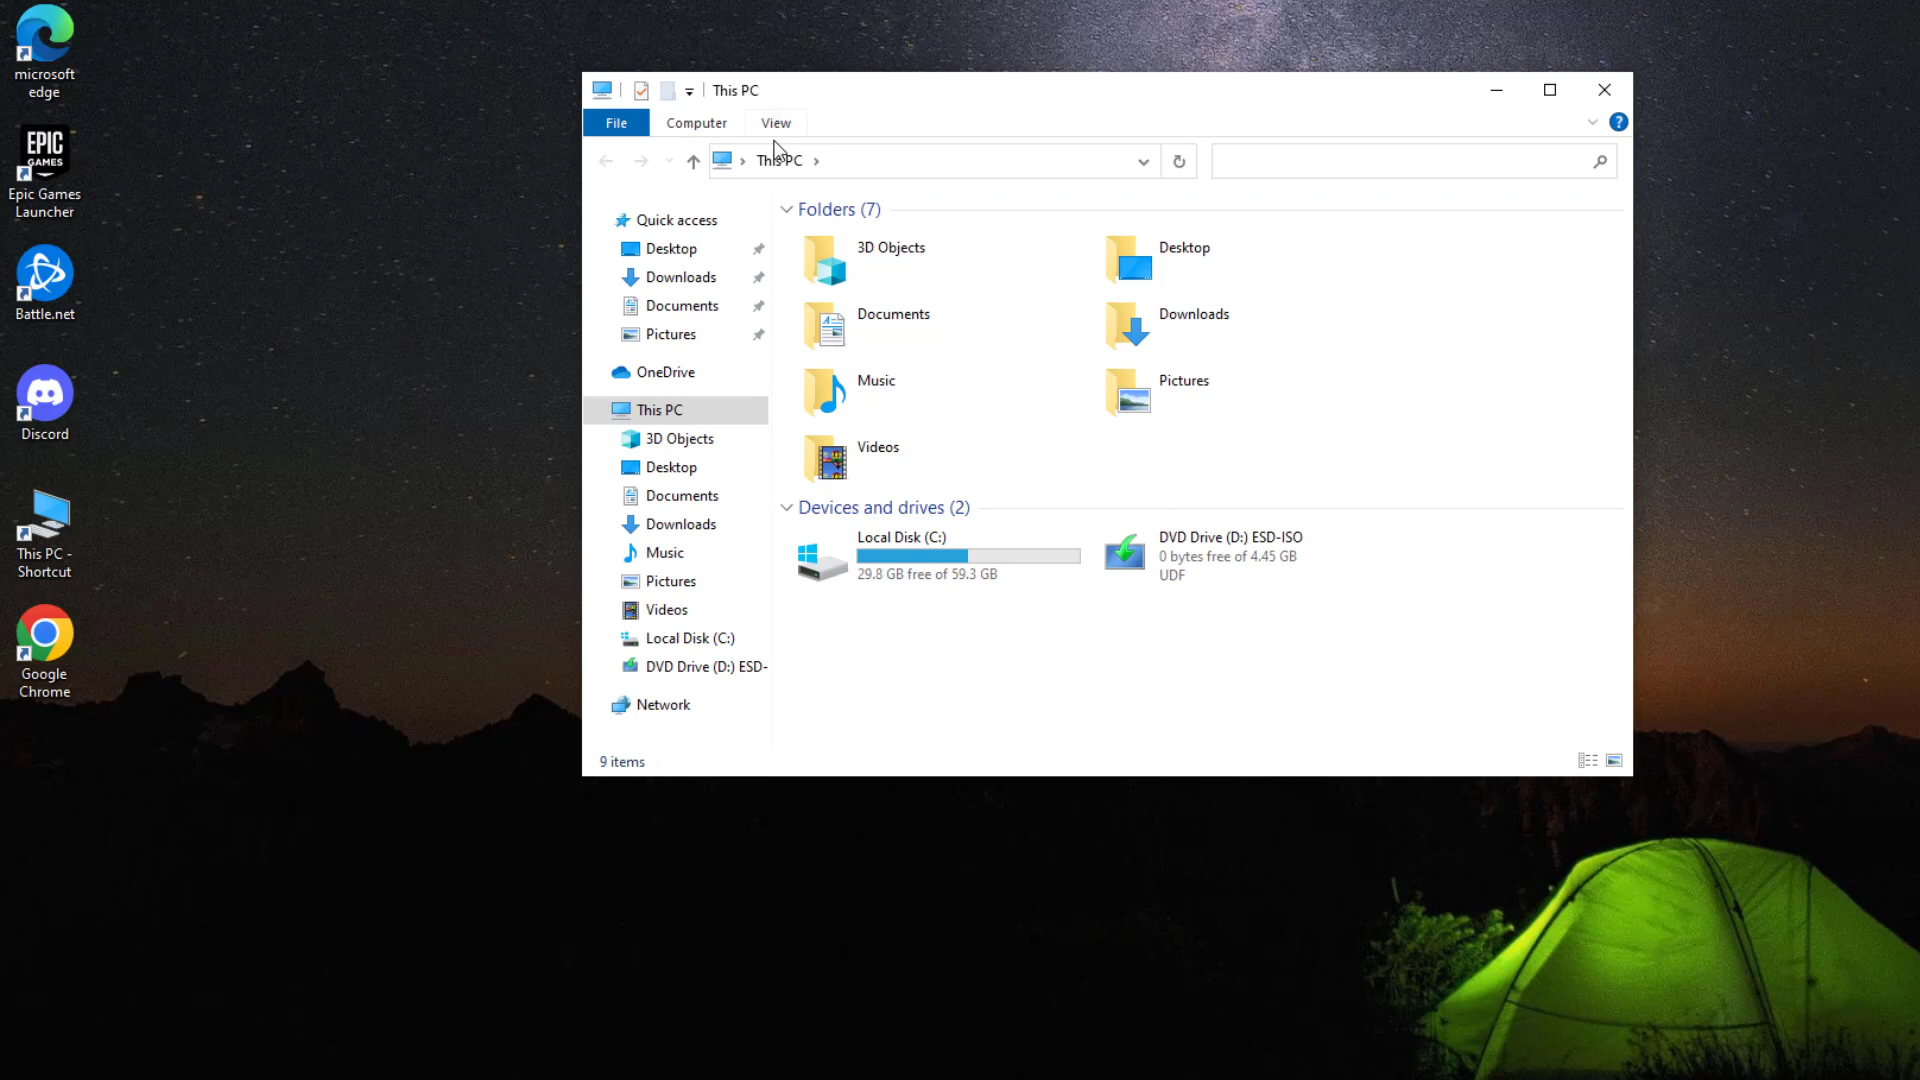 microsoft
edge
EPIC
GAMES
Epic Games
Launcher
Battle.net
Discord
This PC -
Shortcut
Google
Chrome
This PC
File
Computer
View
?
This PC
Quick access
Desktop
Downloads
Documents
Pictures
OneDrive
This PC
3D Objects
Desktop
Documents
Downloads
Music
Pictures
Videos
Local Disk (C:)
DVD Drive (D:) ESD-
Network
Folders (7)
3D Objects
Desktop
Documents
Downloads
Music
Pictures
Videos
Devices and drives (2)
Local Disk (C:)
29.8 GB free of 59.3 GB
DVD Drive (D:) ESD-ISO
0 bytes free of 4.45 GB
UDF
9 items